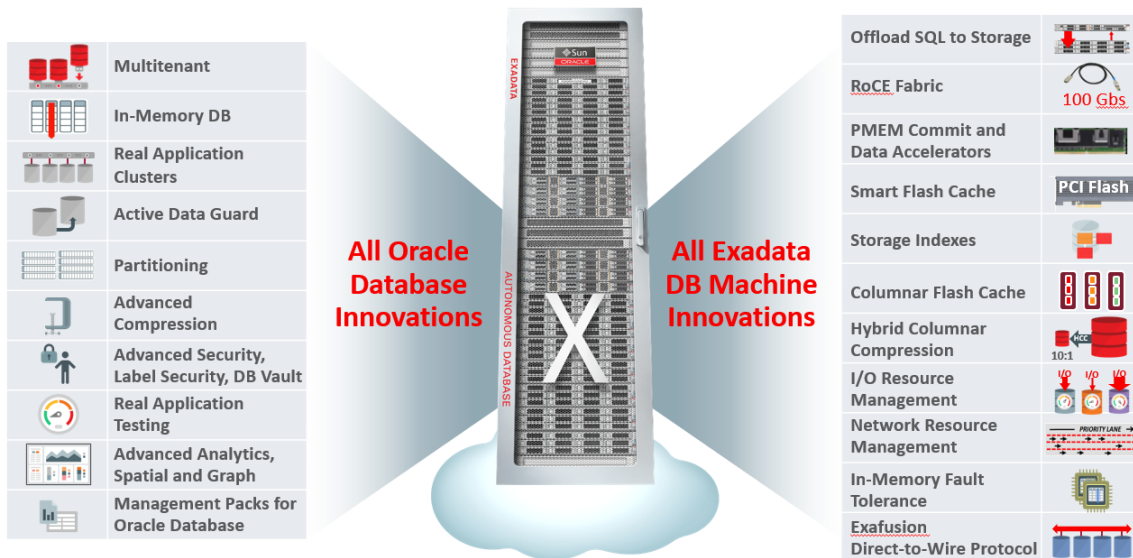 Multitenant
In-Memory DB
Real Application
Clusters
Active Data Guard
Partitioning
Advanced
Compression
Advanced Security,
Label Security, DB Vault
Real Application
Testing
Advanced Analytics,
Spatial and Graph
Management Packs for
Oracle Database
All Oracle
Database
Innovations
Sun
ORACLE
EXADATA
AUTONOMOUS DATABASE
X
All Exadata
DB Machine
Innovations
Offload SQL to Storage
RoCE Fabric
100 Gbs
PMEM Commit and
Data Accelerators
Smart Flash Cache
PCI Flash
Storage Indexes
Columnar Flash Cache
Hybrid Columnar
Compression
10:1
HCC
I/O Resource
Management
I/O I/O I/O
Network Resource
Management
PRIORITY LANE
In-Memory Fault
Tolerance
Exafusion
Direct-to-Wire Protocol